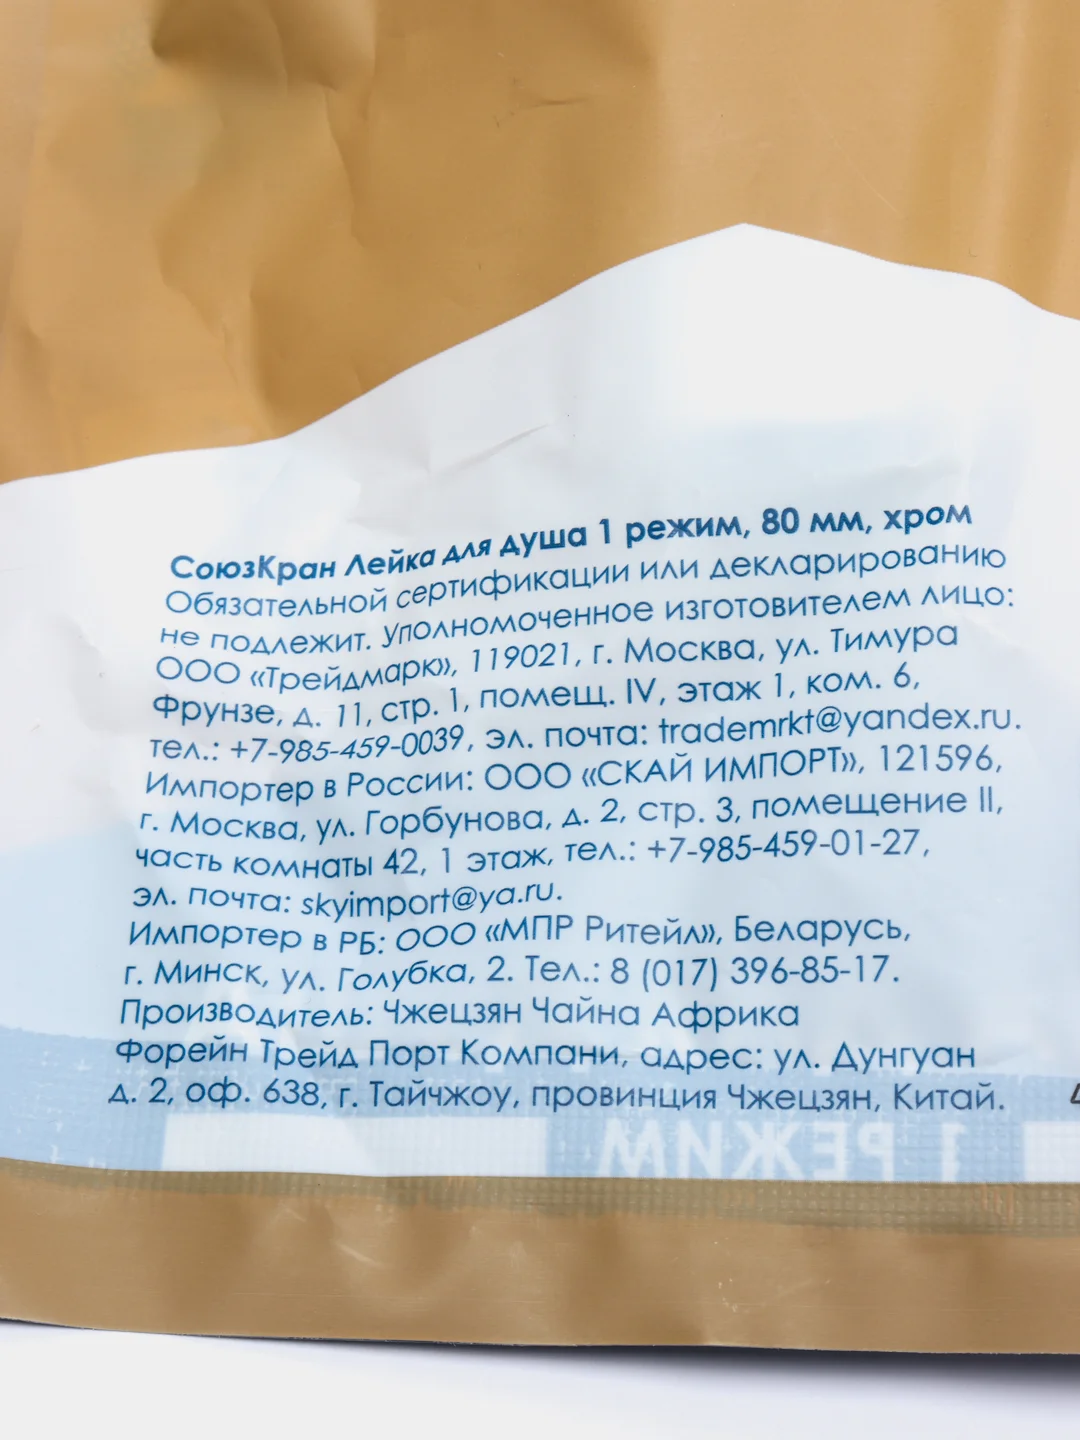 СоюзКран Лейка для душа 1 режим, 80 мм, хром
Обязательной сертификации или декларированию
не подлежит. Уполномоченное изготовителем лицо:
ООО «Трейдмарк», 119021, г. Москва, ул. Тимура
Фрунзе, д. 11, стр. 1, помещ. IV, этаж 1, ком. 6,
тел.: +7-985-459-0039, эл. почта: trademrkt@yandex.ru.
Импортер в России: ООО «СКАЙ ИМПОРТ», 121596,
г. Москва, ул. Горбунова, д. 2, стр. 3, помещение II,
часть комнаты 42, 1 этаж, тел.: +7-985-459-01-27,
эл. почта: skyimport@ya.ru.
Импортер в РБ: ООО «МПР Ритейл», Беларусь,
г. Минск, ул. Голубка, 2. Тел.: 8 (017) 396-85-17.
Производитель: Чжецзян Чайна Африка
Форейн Трейд Порт Компани, адрес: ул. Дунгуан
д. 2, оф. 638, г. Тайчжоу, провинция Чжецзян, Китай.
1 РЕЖИМ